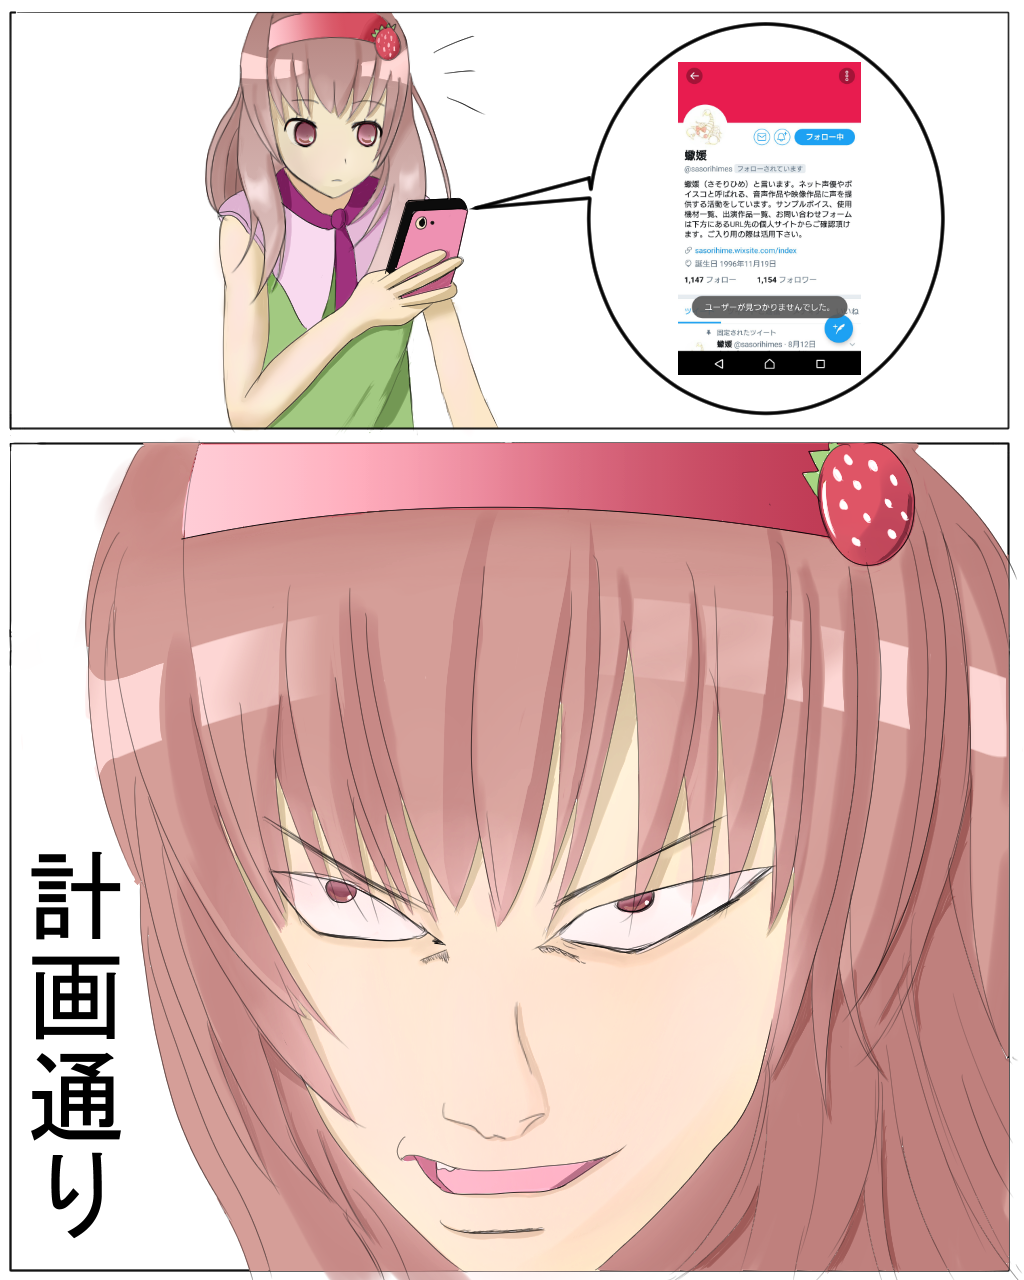 フォロー中
蠍媛
@sasorihimes フォローされています
蠍媛（さそりひめ）と言います。ネット声優やボ
イスコと呼ばれる、音声作品や映像作品に声を提
供する活動をしています。サンプルボイス、使用
機材一覧、出演作品一覧、お問い合わせフォーム
は下方にあるURL先の個人サイトからご確認頂け
ます。ご入り用の際は活用下さい。
sasorihime.wixsite.com/index
誕生日 1996年11月19日
1,147 フォロー 1,154 フォロワー
ユーザーが見つかりませんでした。
固定されたツイート
蠍媛 @sasorihimes · 8月12日
計画通り